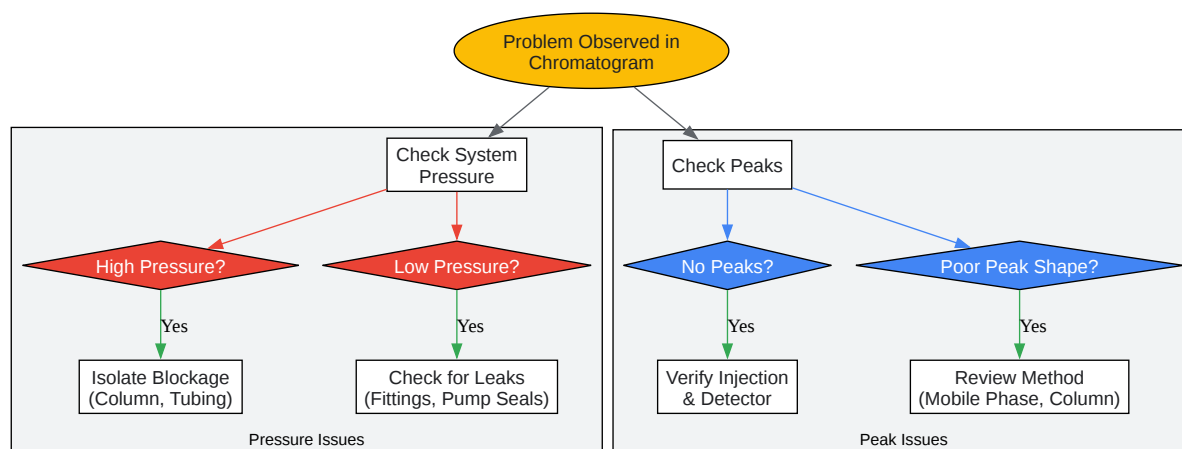 Problem Observed in
Chromatogram
Check System
Pressure
Check Peaks
High Pressure?
Low Pressure?
No Peaks?
Poor Peak Shape?
Yes
Yes
Yes
Yes
Isolate Blockage
(Column, Tubing)
Check for Leaks
(Fittings, Pump Seals)
Verify Injection
& Detector
Review Method
(Mobile Phase, Column)
Pressure Issues
Peak Issues